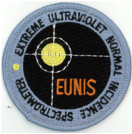 EXTREME ULTRAVIOLET NORMAL INCIDENCE SPECTROMETER
EUNIS